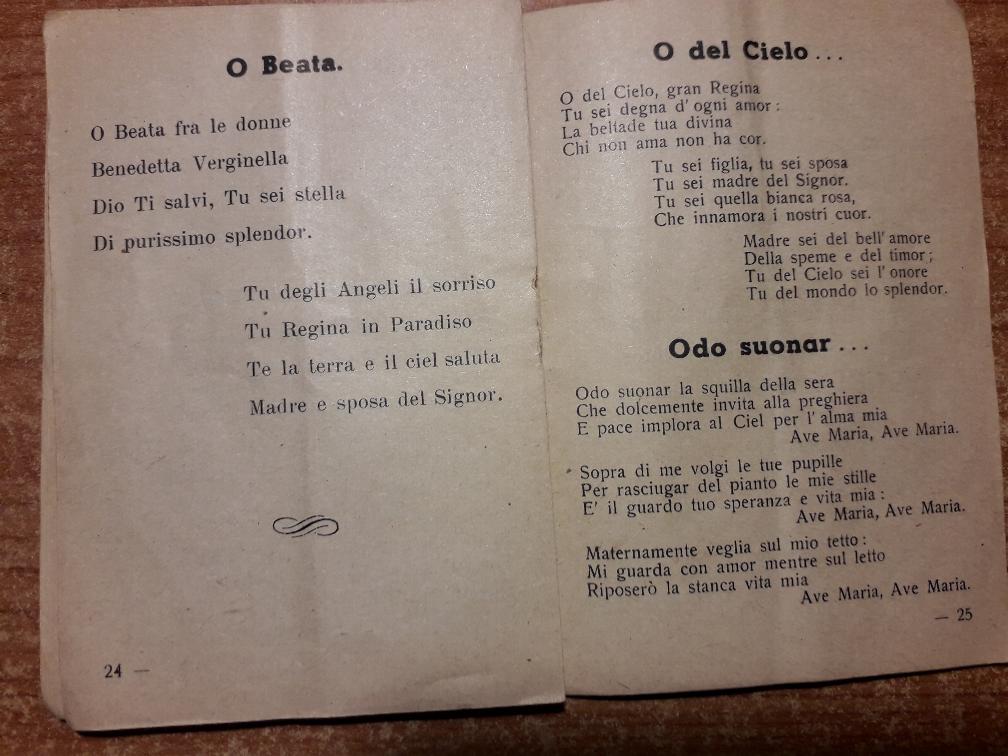 O Beata.
O Beata fra le donne
Benedetta Verginella
Dio Ti salvi, Tu sei stella
Di purissimo splendor.
Tu degli Angeli il sorriso
Tu Regina in Paradiso
Te la terra e il ciel saluta
Madre e sposa del Signor.
24 —
O del Cielo . . .
O del Cielo, gran Regina
Tu sei degna d' ogni amor :
La beltade tua divina
Chi non ama non ha cor.
Tu sei figlia, tu sei sposa
Tu sei madre del Signor.
Tu sei quella bianca rosa,
Che innamora i nostri cuor.
Madre sei del bell' amore
Della speme e del timor ;
Tu del Cielo sei l' onore
Tu del mondo lo splendor.
Odo suonar . . .
Odo suonar la squilla della sera
Che dolcemente invita alla preghiera
E pace implora al Ciel per l' alma mia
Ave Maria, Ave Maria.
Sopra di me volgi le tue pupille
Per rasciugar del pianto le mie stille
E' il guardo tuo speranza e vita mia :
Ave Maria, Ave Maria.
Maternamente veglia sul mio tetto :
Mi guarda con amor mentre sul letto
Riposerò la stanca vita mia
Ave Maria, Ave Maria.
— 25